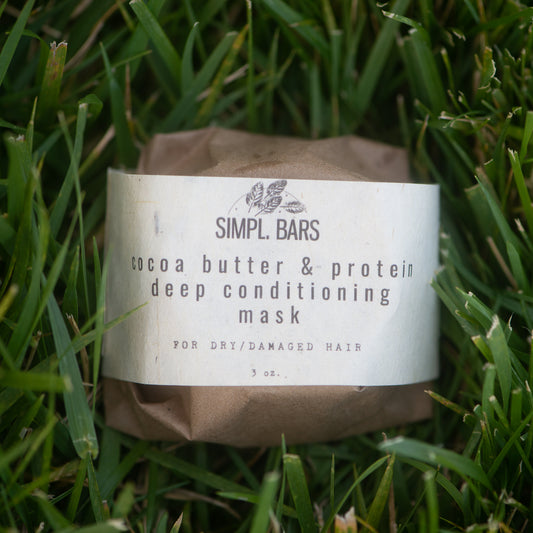 SIMPL. BARS
cocoa butter & protein
deep conditioning
mask
FOR DRY/DAMAGED HAIR
3 oz.